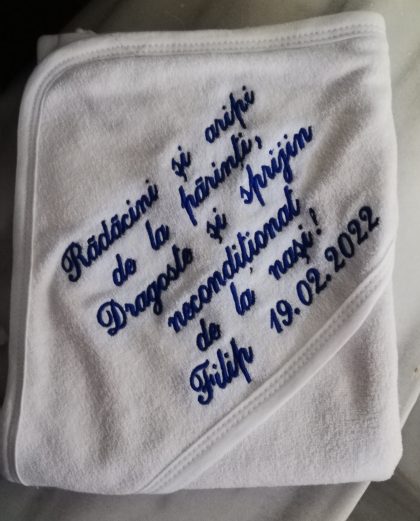 Rădăcini și aripi
de la părinți,
Dragoste și sprijin
necondiționat
de la nași!
Filip 19.02.2022